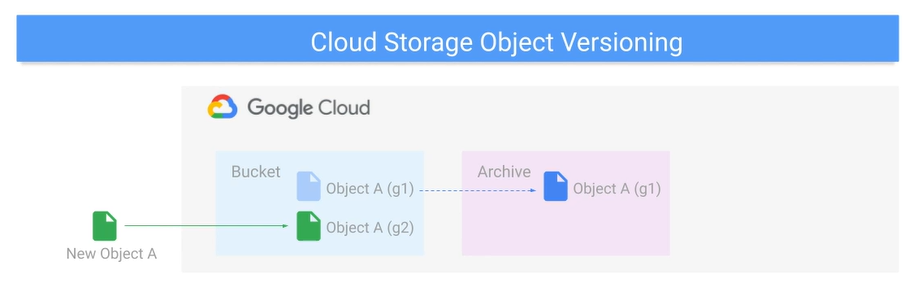 Cloud Storage Object Versioning
Google Cloud
Bucket
Archive
Object A (g1)
Object A (g1)
Object A (g2)
New Object A